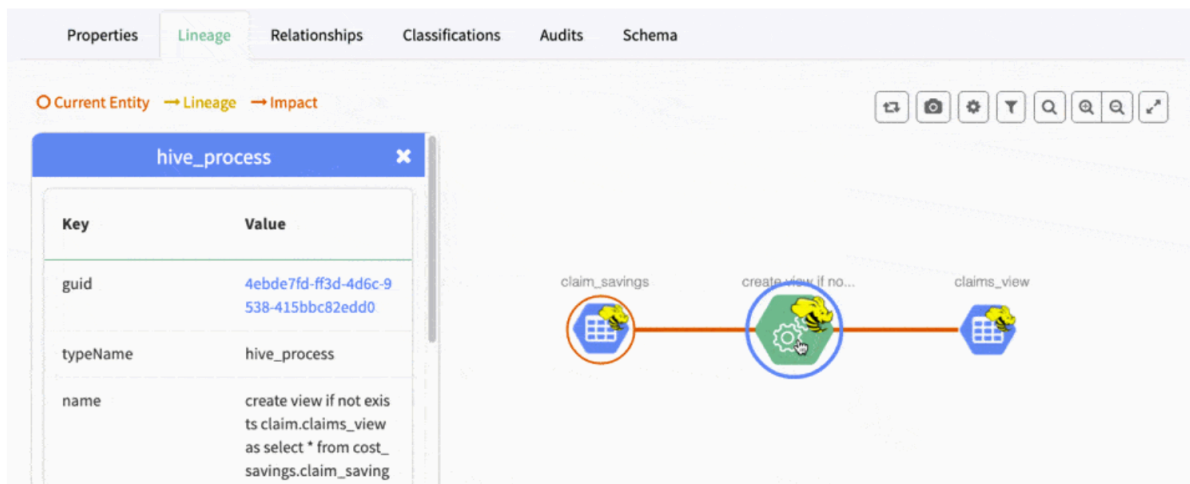 Properties Lineage Relationships Classifications Audits Schema
Current Entity Lineage Impact
hive_process
Key Value
guid 4ebde7fd-ff3d-4d6c-9
538-415bbc82edd0
typeName hive_process
name create view if not exis
ts claim.claims_view
as select * from cost_
savings.claim_saving
claim_savings create view if no... claims_view